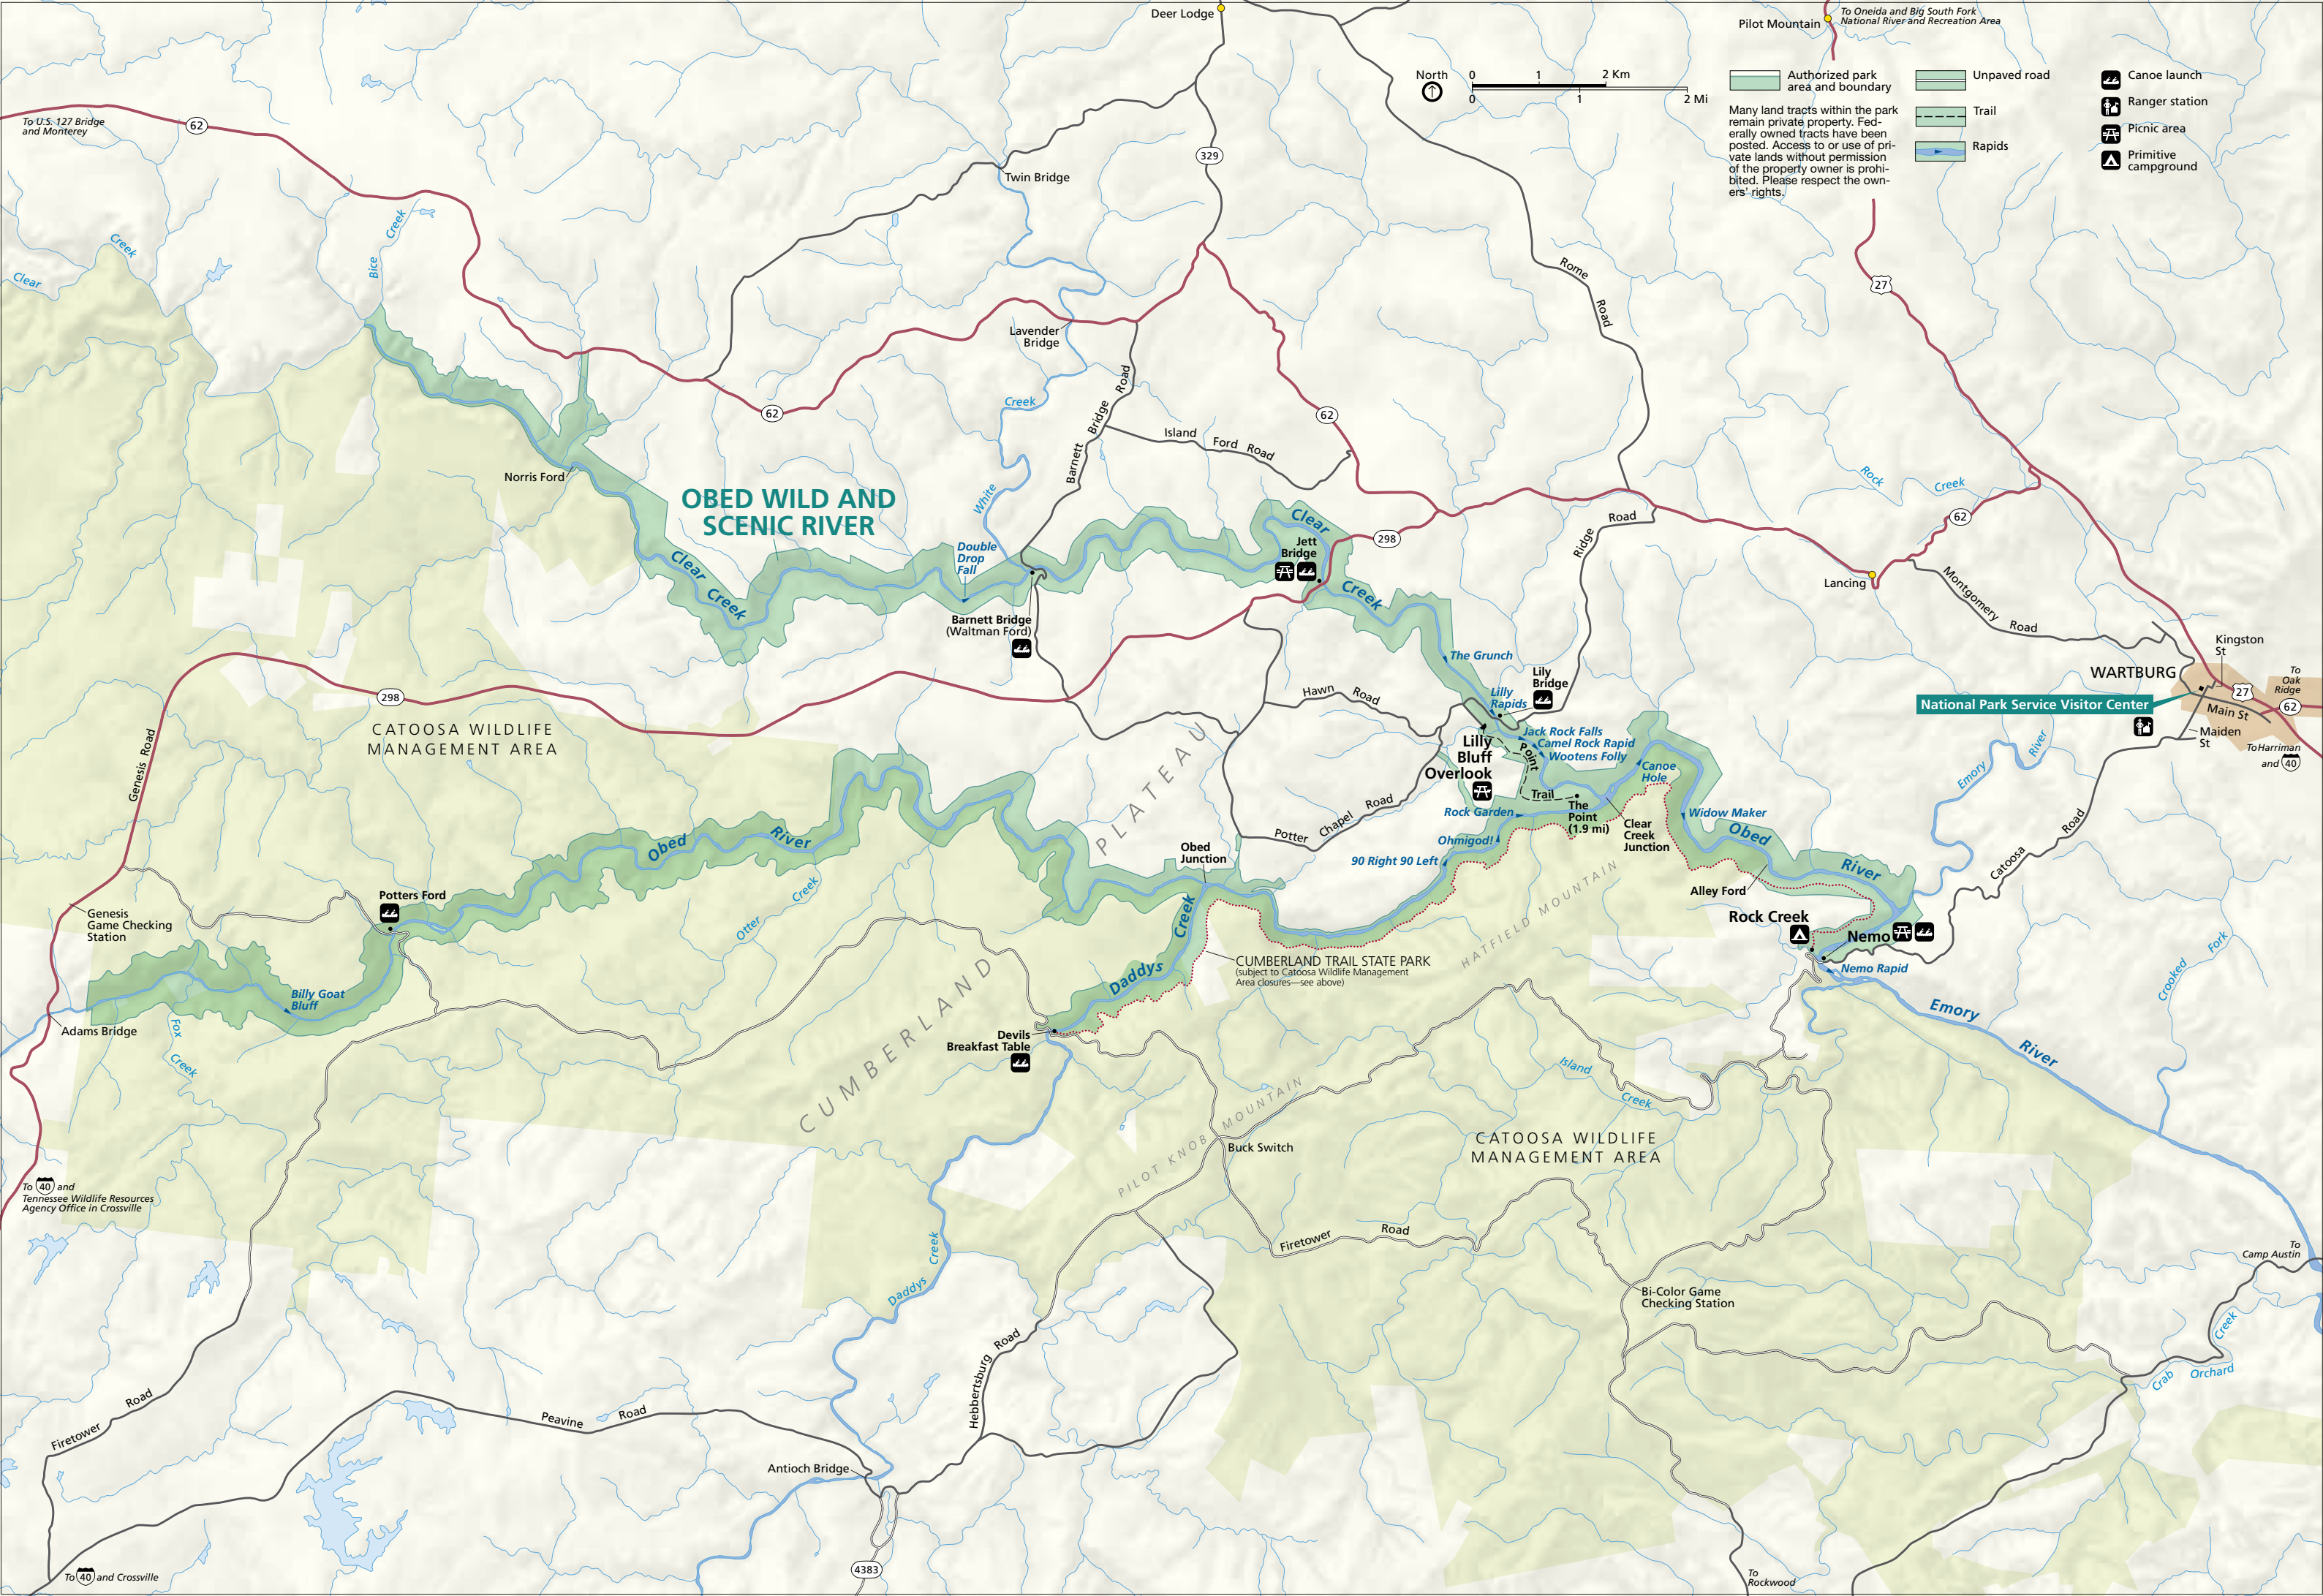 Deer Lodge
Pilot Mountain
To Oneida and Big South Fork
National River and Recreation Area
North
0 1 2 Km
0 1 2 Mi
Authorized park
area and boundary
Many land tracts within the park
remain private property. Fed-
erally owned tracts have been
posted. Access to or use of pri-
vate lands without permission
of the property owner is prohi-
bited. Please respect the own-
ers' rights.
Unpaved road
Trail
Rapids
Canoe launch
Ranger station
Picnic area
Primitive
campground
To U.S. 127 Bridge
and Monterey
62
329
Twin Bridge
Clear
Creek
Bice
Creek
27
Rome
Road
Lavender
Bridge
Creek
White
62
Barnett
Bridge
Road
Island Ford Road
62
Norris Ford
OBED WILD AND
SCENIC RIVER
Rock
Creek
62
Clear
Creek
Double
Drop
Fall
Clear
Jett
Bridge
298
Creek
Ridge
Road
Lancing
Montgomery
Road
Barnett Bridge
(Waltman Ford)
Kingston
St
WARTBURG
To
Oak
Ridge
27
62
National Park Service Visitor Center
Main St
Maiden
St
To Harriman
and 40
The Grunch
Lily
Bridge
Lilly
Rapids
Hawn Road
298
CATOOSA WILDLIFE
MANAGEMENT AREA
Genesis Road
Jack Rock Falls
Camel Rock Rapid
Wootens Folly
Lilly
Bluff
Overlook
Point
Trail
Canoe
Hole
The
Point
(1.9 mi)
Clear
Creek
Junction
Rock Garden
Ohmigod!
90 Right 90 Left
Potter Chapel Road
Widow Maker
Obed
River
Emory
River
Catoosa
Road
Alley Ford
PLATEAU
Obed
River
Obed
Junction
Potters Ford
Otter
Creek
Genesis
Game Checking
Station
Creek
Daddys
HATFIELD MOUNTAIN
Rock Creek
Nemo
Nemo Rapid
CUMBERLAND TRAIL STATE PARK
(subject to Catoosa Wildlife Management
Area closures—see above)
Crooked
Fork
Billy Goat
Bluff
Adams Bridge
Fox
Creek
CUMBERLAND
Devils
Breakfast Table
Emory
River
Island
Creek
PILOT KNOB MOUNTAIN
Buck Switch
CATOOSA WILDLIFE
MANAGEMENT AREA
To 40 and
Tennessee Wildlife Resources
Agency Office in Crossville
Daddys
Creek
Firetower
Road
To
Camp Austin
Bi-Color Game
Checking Station
Crab
Orchard
Creek
Hebbertsburg
Road
Firetower
Road
Peavine
Road
Antioch Bridge
4383
To 40 and Crossville
To
Rockwood